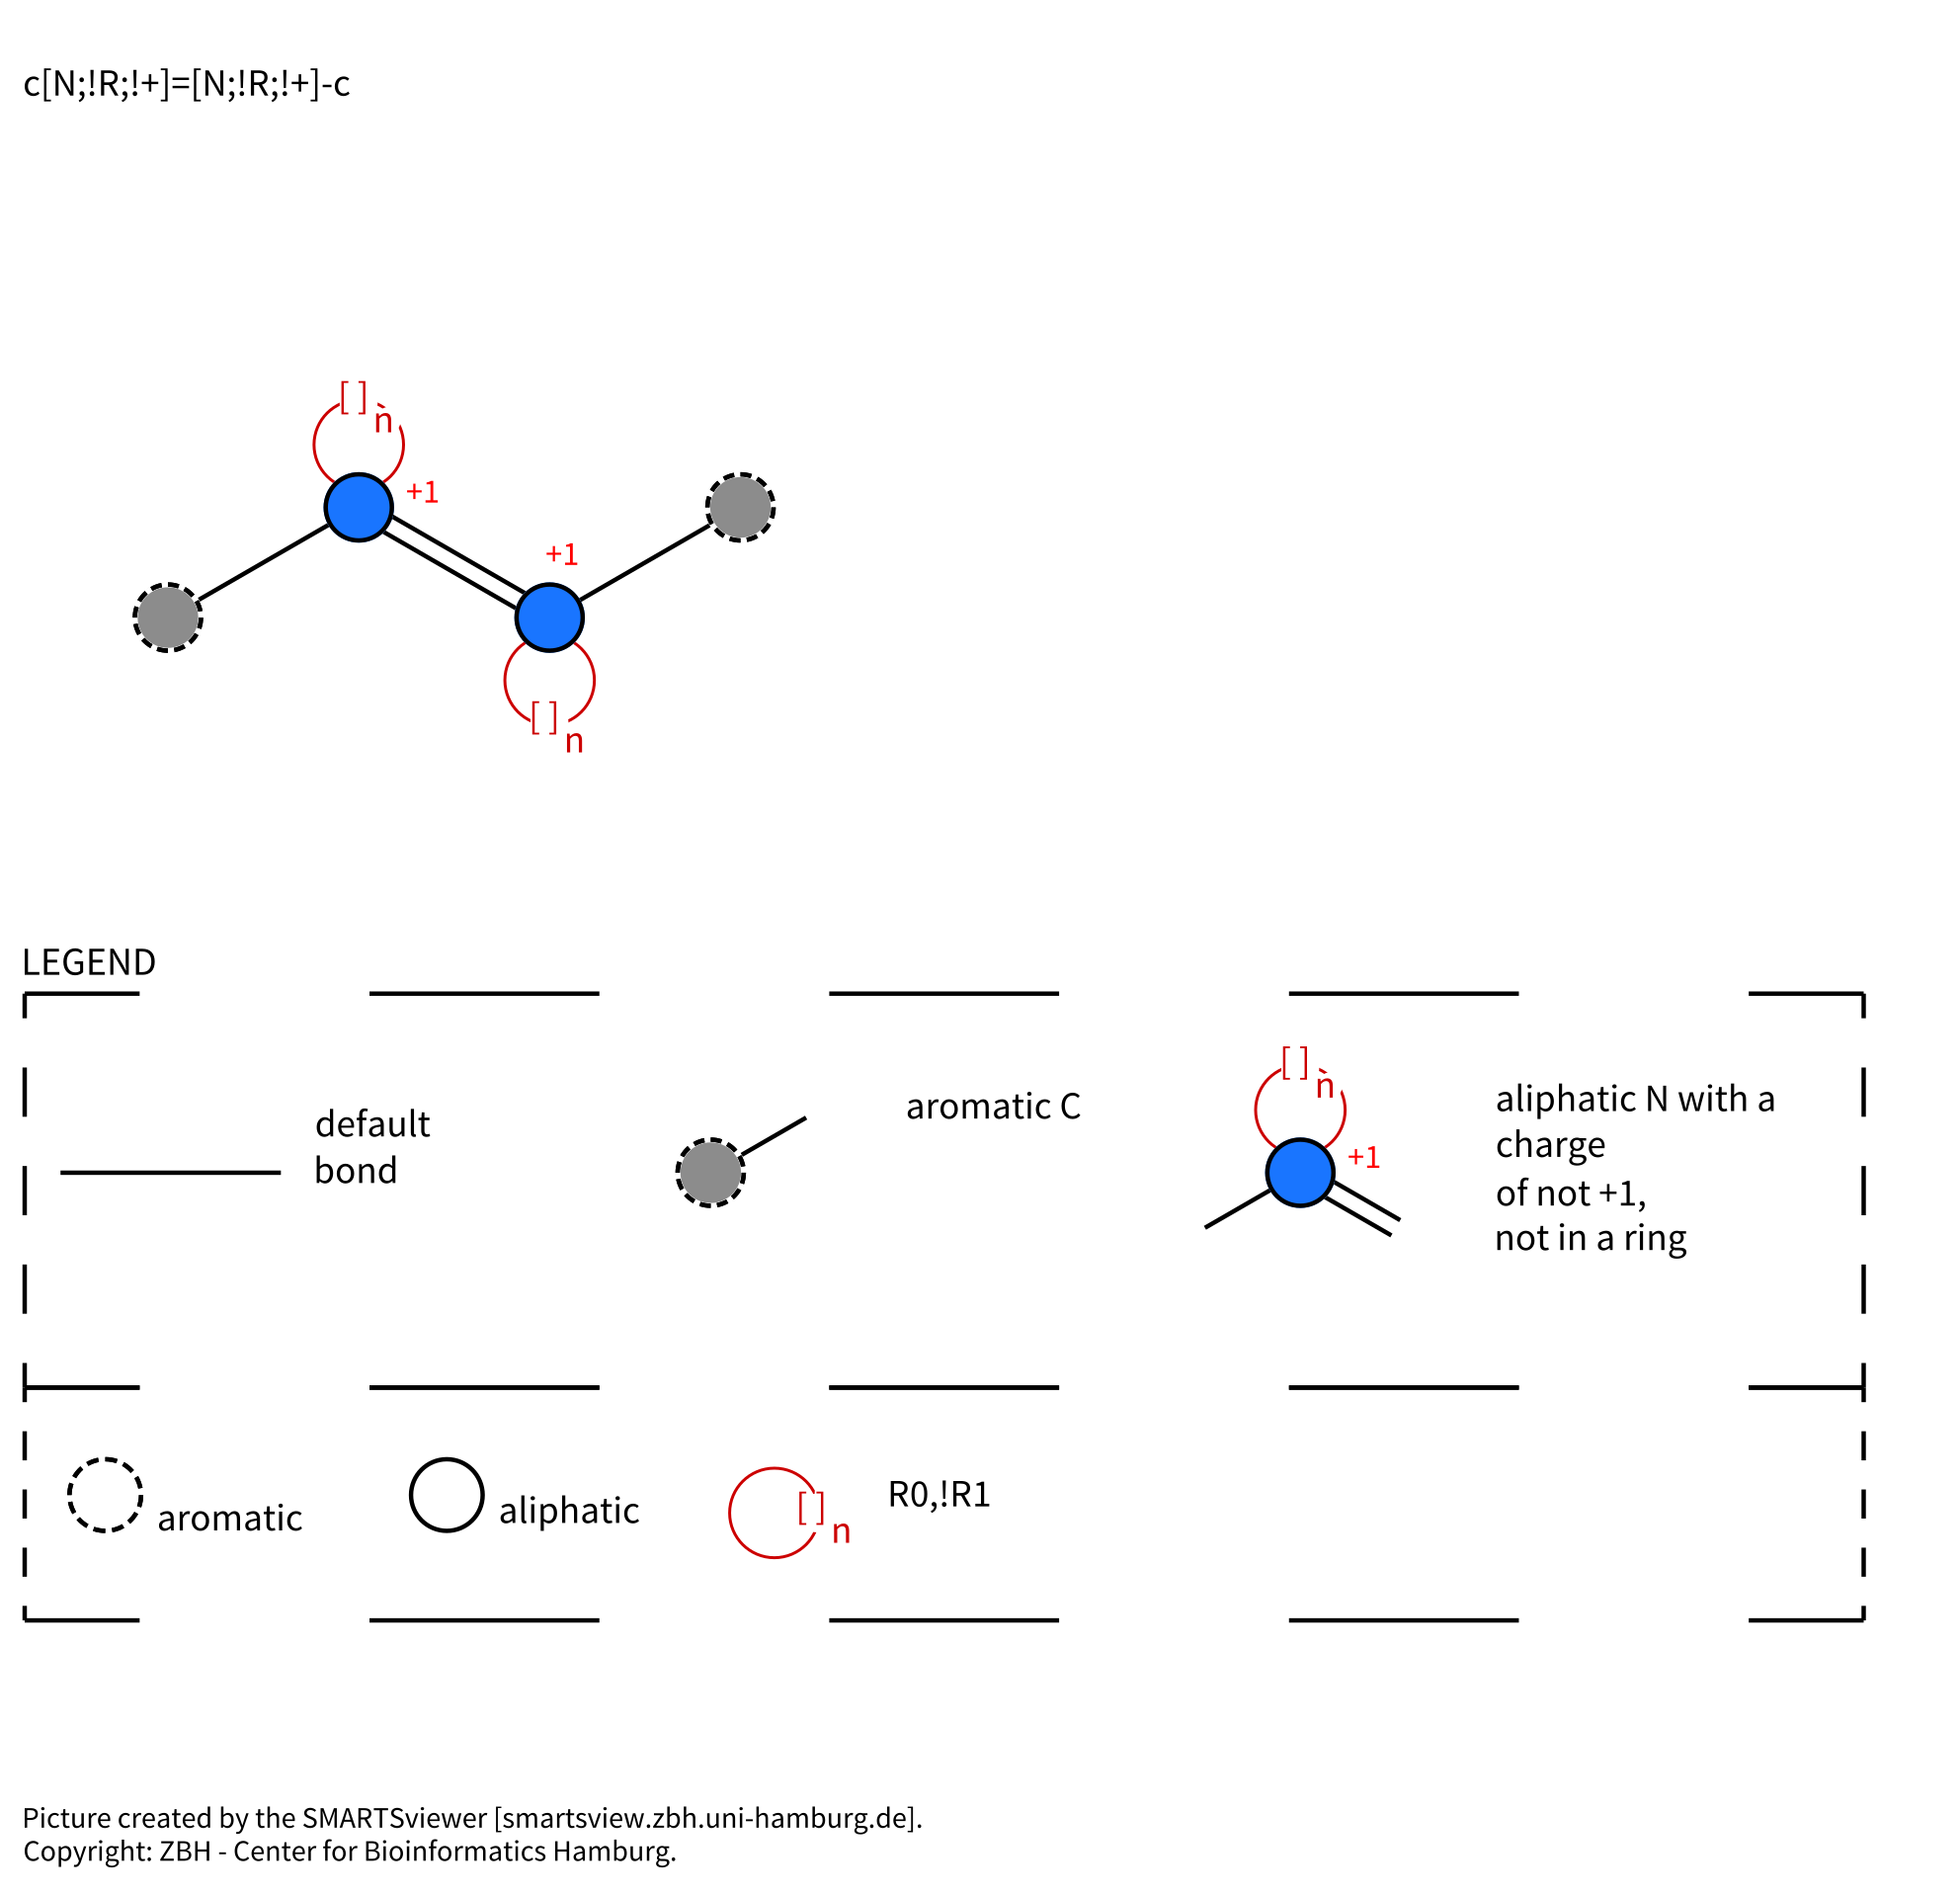 c[N;!R;!+]=[N;!R;!+]-c
[ ]n
+1
+1
[ ]n
LEGEND
default
bond
aromatic C
[ ]n
+1
aliphatic N with a
charge
of not +1,
not in a ring
aromatic
aliphatic
[ ]n
R0,!R1
Picture created by the SMARTSviewer [smartsview.zbh.uni-hamburg.de].
Copyright: ZBH - Center for Bioinformatics Hamburg.